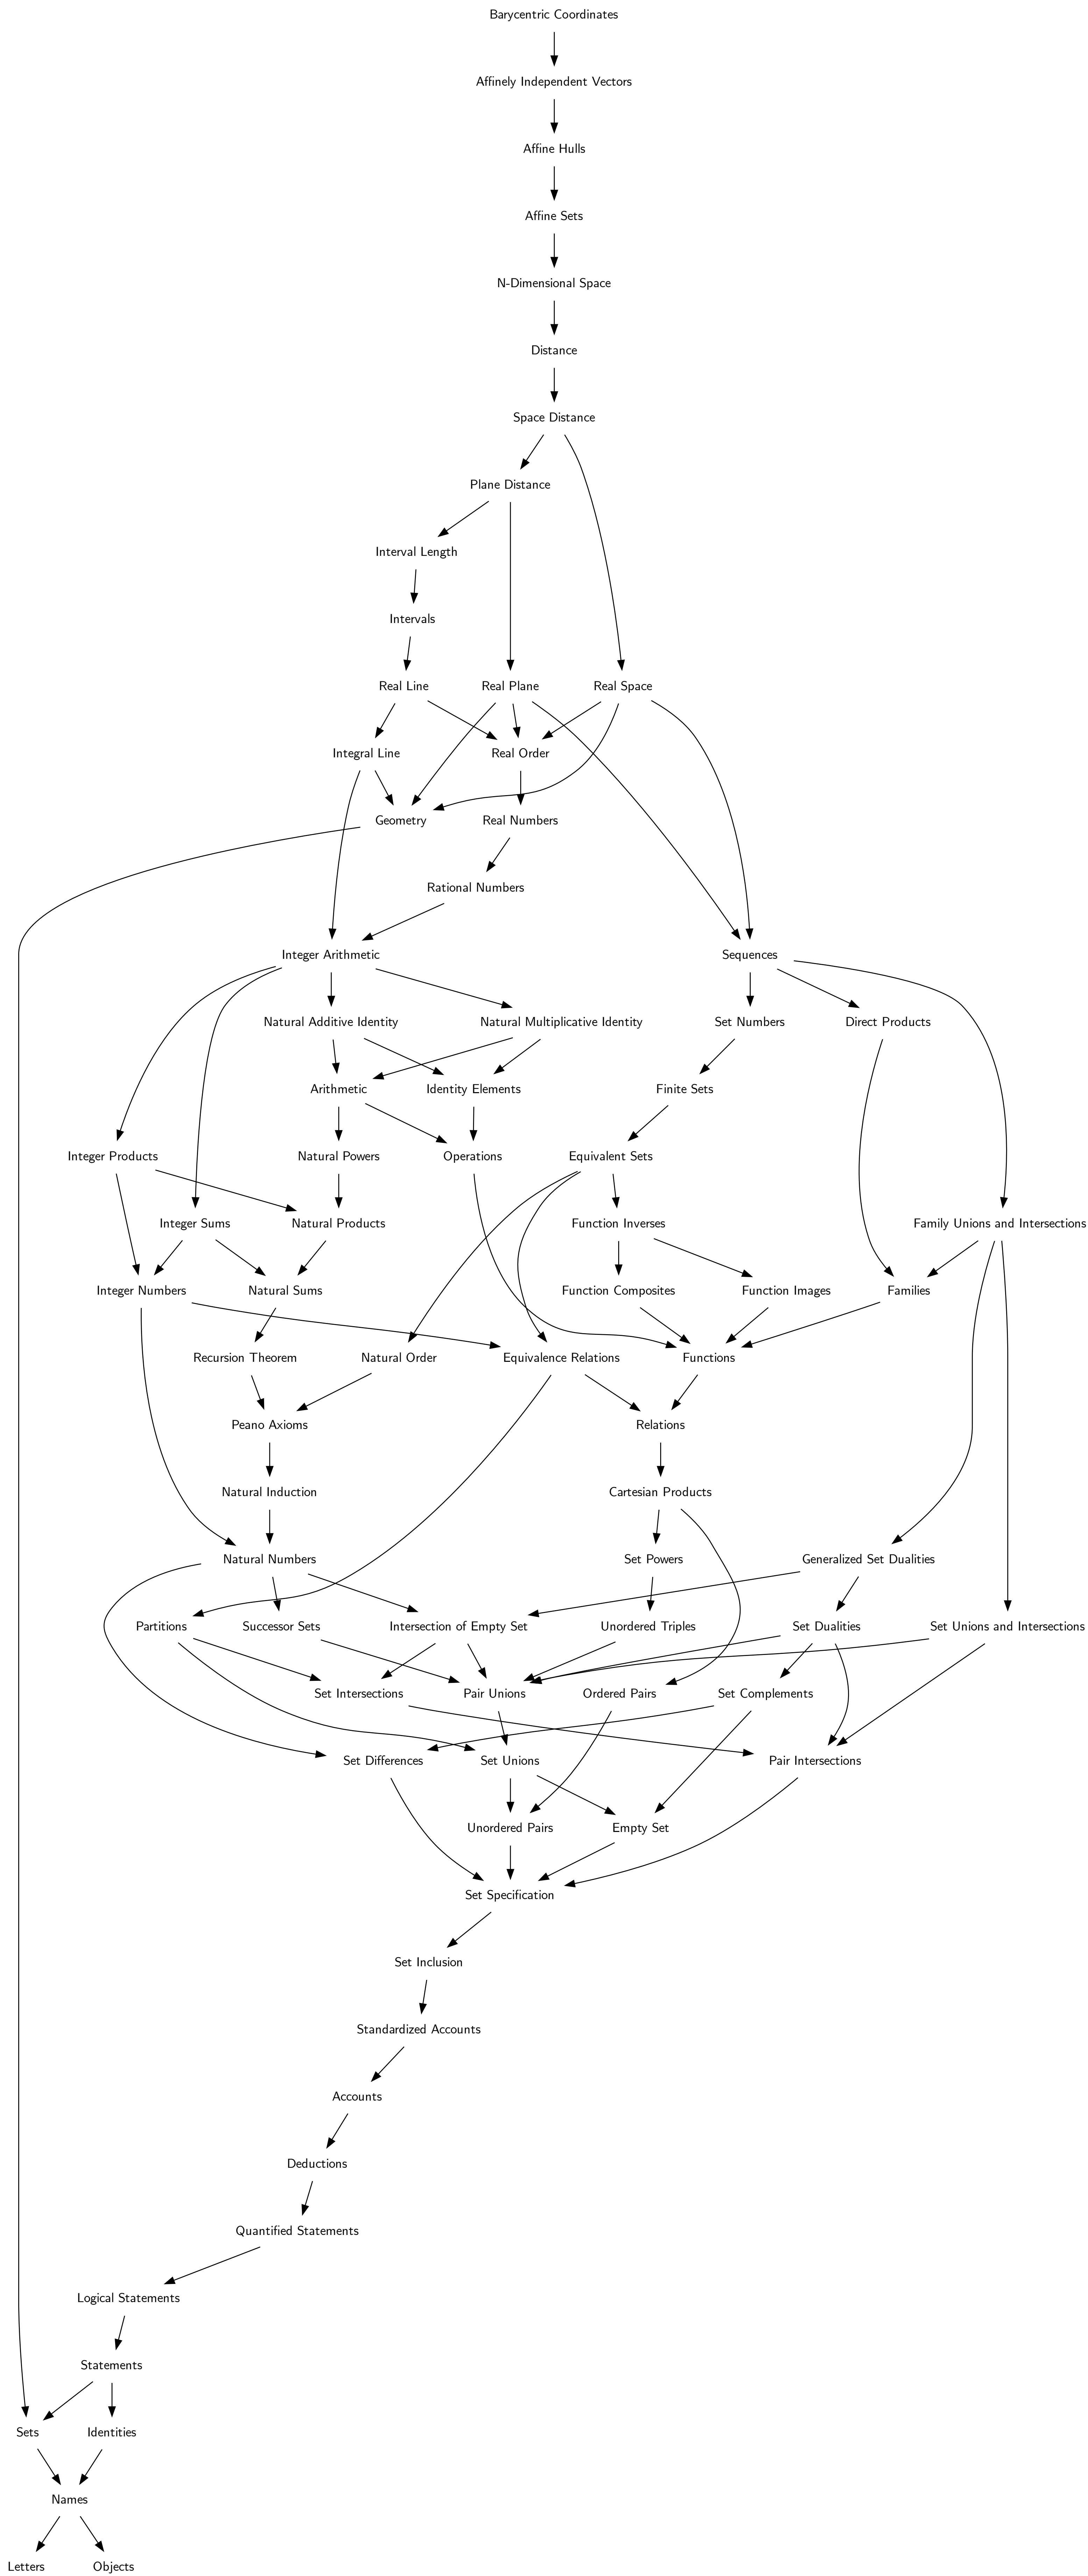 Barycentric Coordinates
Affinely Independent Vectors
Affine Hulls
Affine Sets
N-Dimensional Space
Distance
Space Distance
Plane Distance
Interval Length
Intervals
Real Line
Real Plane
Real Space
Integral Line
Real Order
Geometry
Real Numbers
Rational Numbers
Integer Arithmetic
Sequences
Natural Additive Identity
Natural Multiplicative Identity
Set Numbers
Direct Products
Arithmetic
Identity Elements
Finite Sets
Integer Products
Natural Powers
Operations
Equivalent Sets
Integer Sums
Natural Products
Function Inverses
Family Unions and Intersections
Integer Numbers
Natural Sums
Function Composites
Function Images
Families
Recursion Theorem
Natural Order
Equivalence Relations
Functions
Peano Axioms
Relations
Natural Induction
Cartesian Products
Natural Numbers
Set Powers
Generalized Set Dualities
Partitions
Successor Sets
Intersection of Empty Set
Unordered Triples
Set Dualities
Set Unions and Intersections
Set Intersections
Pair Unions
Ordered Pairs
Set Complements
Set Differences
Set Unions
Pair Intersections
Unordered Pairs
Empty Set
Set Specification
Set Inclusion
Standardized Accounts
Accounts
Deductions
Quantified Statements
Logical Statements
Statements
Sets
Identities
Names
Letters
Objects